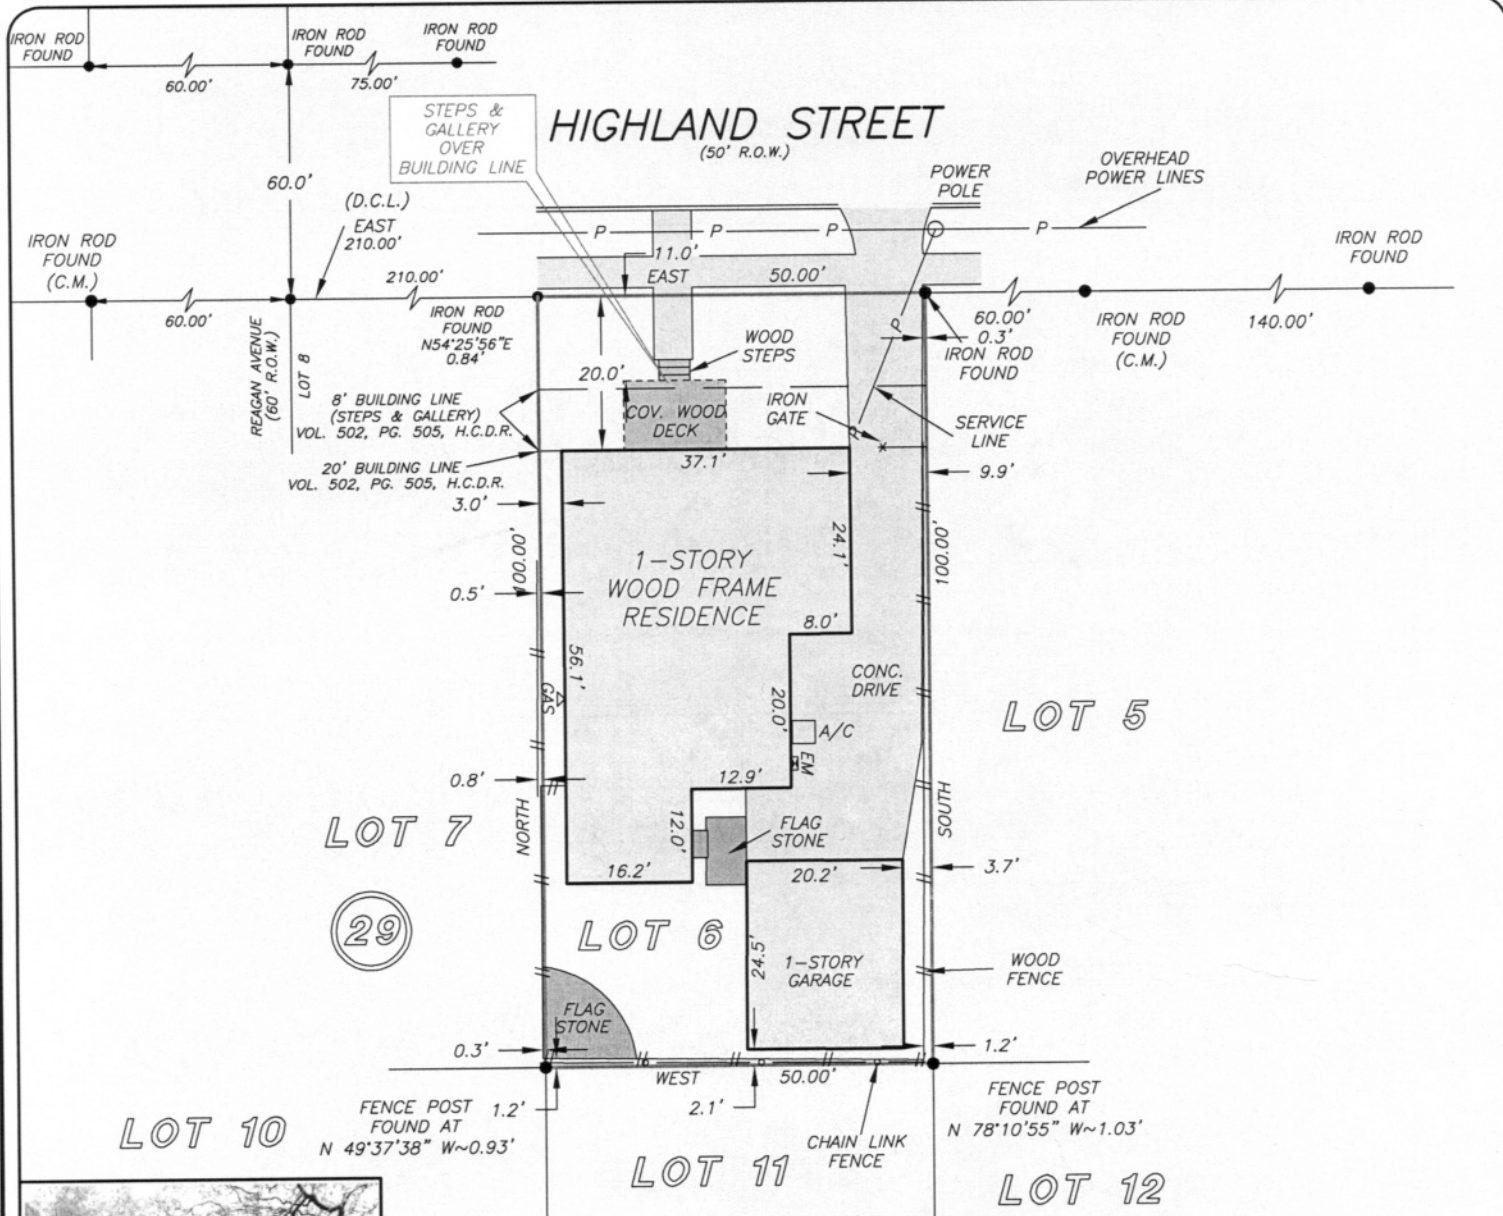 IRON ROD
FOUND
IRON ROD
FOUND
IRON ROD
FOUND
60.00'
75.00'
STEPS &
GALLERY
OVER
BUILDING LINE
HIGHLAND STREET
(50' R.O.W.)
60.0'
(D.C.L.)
EAST
210.00'
POWER
POLE
OVERHEAD
POWER LINES
IRON ROD
FOUND
(C.M.)
P
P
P
P
IRON ROD
FOUND
11.0'
EAST
50.00'
210.00'
60.00'
IRON ROD
FOUND
N54°25'56"E
0.84'
60.00'
0.3'
IRON ROD
FOUND
IRON ROD
FOUND
(C.M.)
140.00'
P
REAGAN AVENUE
(60' R.O.W.)
LOT 8
WOOD
STEPS
20.0'
8' BUILDING LINE
(STEPS & GALLERY)
VOL. 502, PG. 505, H.C.D.R.
COV. WOOD
DECK
IRON
GATE
P
SERVICE
LINE
20' BUILDING LINE
VOL. 502, PG. 505, H.C.D.R.
37.1'
9.9'
3.0'
24.1'
100.00'
100.00'
1-STORY
WOOD FRAME
RESIDENCE
0.5'
8.0'
56.1'
GAS
CONC.
DRIVE
20.0'
A/C
EM
LOT 5
0.8'
12.9'
NORTH
SOUTH
LOT 7
12.0'
FLAG
STONE
16.2'
20.2'
3.7'
29
LOT 6
24.5'
1-STORY
GARAGE
WOOD
FENCE
FLAG
STONE
0.3'
1.2'
WEST
50.00'
FENCE POST
FOUND AT
N 49°37'38" W~0.93'
1.2'
2.1'
FENCE POST
FOUND AT
N 78°10'55" W~1.03'
CHAIN LINK
FENCE
LOT 10
LOT 11
LOT 12